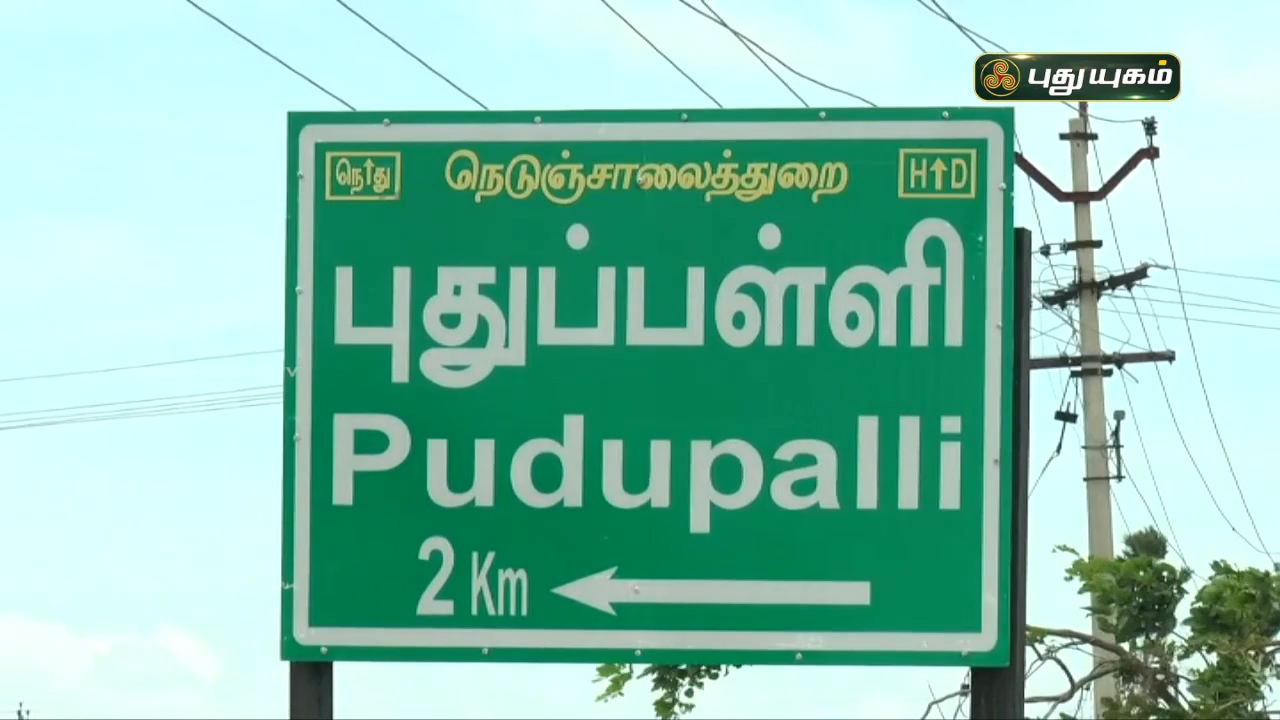 புதுயுகம்
நெ↑து நெடுஞ்சாலைத்துறை H↑D
புதுப்பள்ளி
Pudupalli
2 Km ←